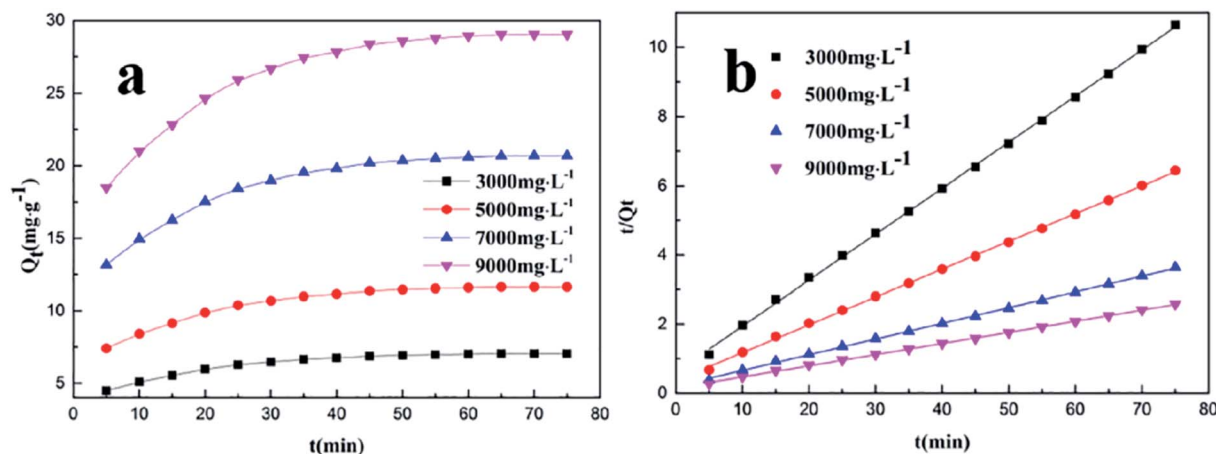 a
30
25
20
15
10
5
Qt(mg·g-1)
3000mg·L-1
5000mg·L-1
7000mg·L-1
9000mg·L-1
0 10 20 30 40 50 60 70 80
t(min)
b
10
8
6
4
2
0
t/Qt
3000mg·L-1
5000mg·L-1
7000mg·L-1
9000mg·L-1
0 10 20 30 40 50 60 70 80
t(min)